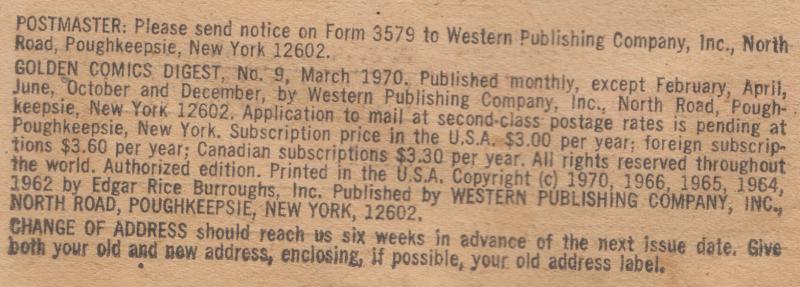 POSTMASTER: Please send notice on Form 3579 to Western Publishing Company, Inc., North
Road, Poughkeepsie, New York 12602.
GOLDEN COMICS DIGEST, No. 9, March 1970. Published monthly, except February, April,
June, October and December, by Western Publishing Company, Inc., North Road, Pough-
keepsie, New York 12602. Application to mail at second-class postage rates is pending at
Poughkeepsie, New York. Subscription price in the U.S.A. $3.00 per year; foreign subscrip-
tions $3.60 per year; Canadian subscriptions $3.30 per year. All rights reserved throughout
the world. Authorized edition. Printed in the U.S.A. Copyright (c) 1970, 1966, 1965, 1964,
1962 by Edgar Rice Burroughs, Inc. Published by WESTERN PUBLISHING COMPANY, INC.,
NORTH ROAD, POUGHKEEPSIE, NEW YORK, 12602.
CHANGE OF ADDRESS should reach us six weeks in advance of the next issue date. Give
both your old and new address, enclosing, if possible, your old address label.